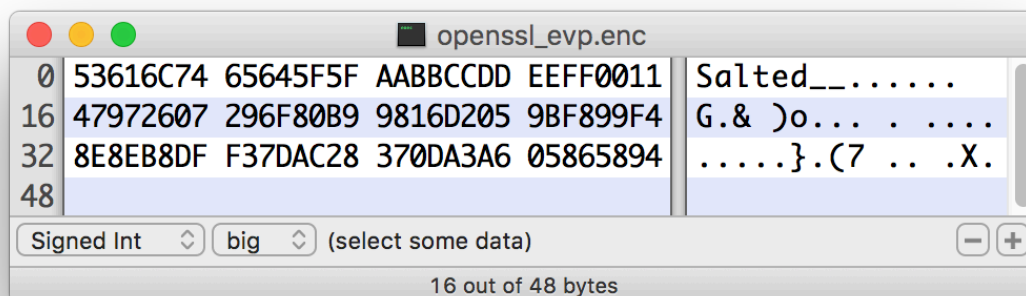 openssl_evp.enc
0 53616C74 65645F5F AABBCCDD EEFF0011 Salted__......
16 47972607 296F80B9 9816D205 9BF899F4 G.& )o... . ....
32 8E8EB8DF F37DAC28 370DA3A6 05865894 .....}.(7 .. .X.
48
Signed Int big (select some data)
16 out of 48 bytes